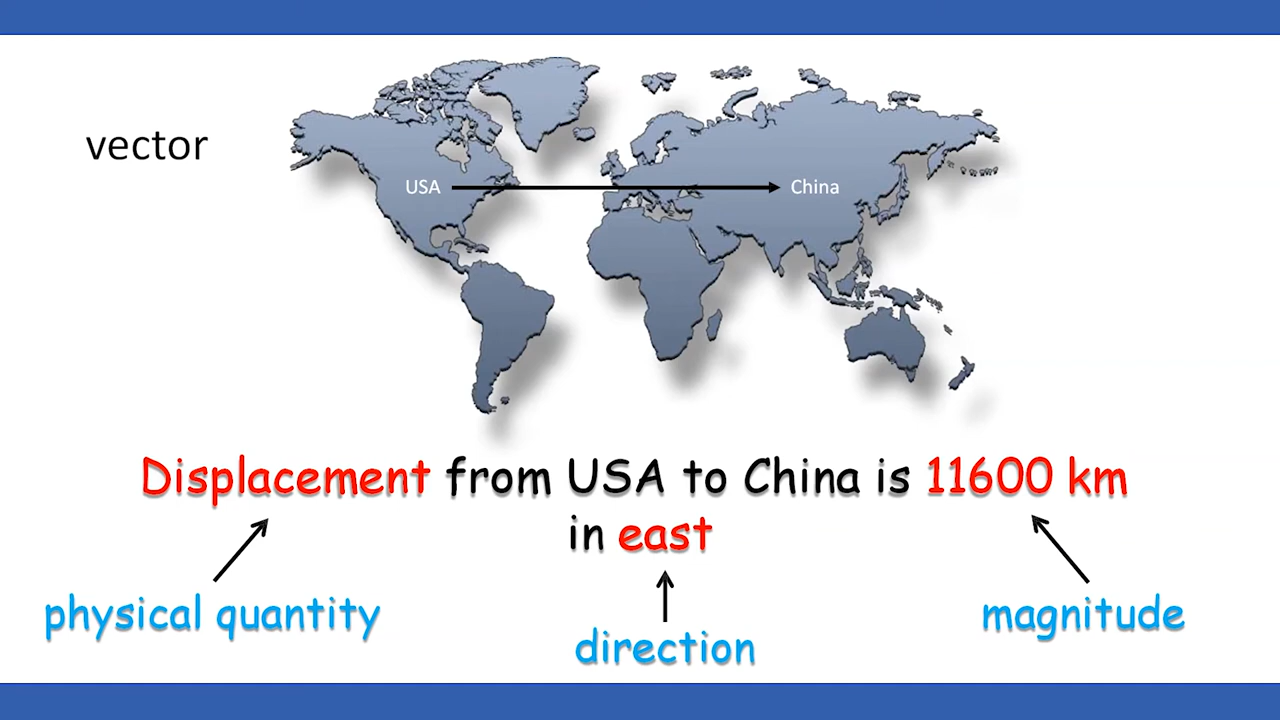 vector
USA
China
Displacement from USA to China is 11600 km
in east
physical quantity
direction
magnitude